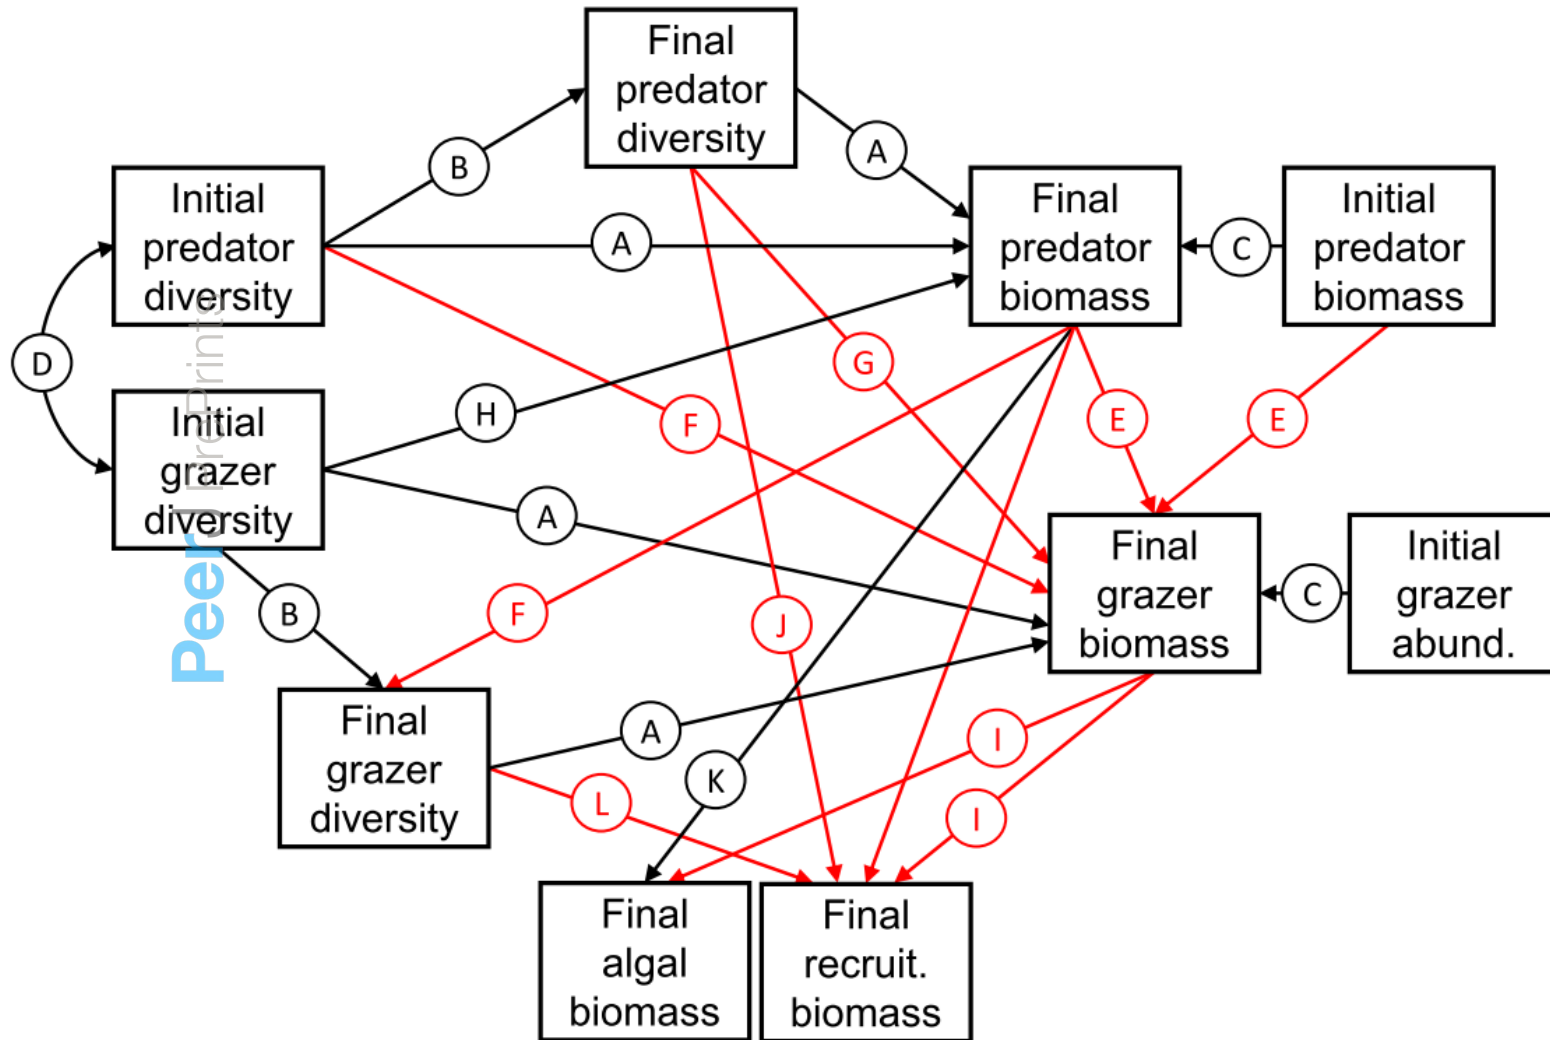 Final
predator
diversity
B
A
Initial
predator
diversity
A
Final
predator
biomass
C
Initial
predator
biomass
D
G
H
F
E
E
Initial
grazer
diversity
A
PeerJ PrePrints
B
F
J
Final
grazer
biomass
C
Initial
grazer
abund.
Final
grazer
diversity
A
K
I
L
I
Final
algal
biomass
Final
recruit.
biomass